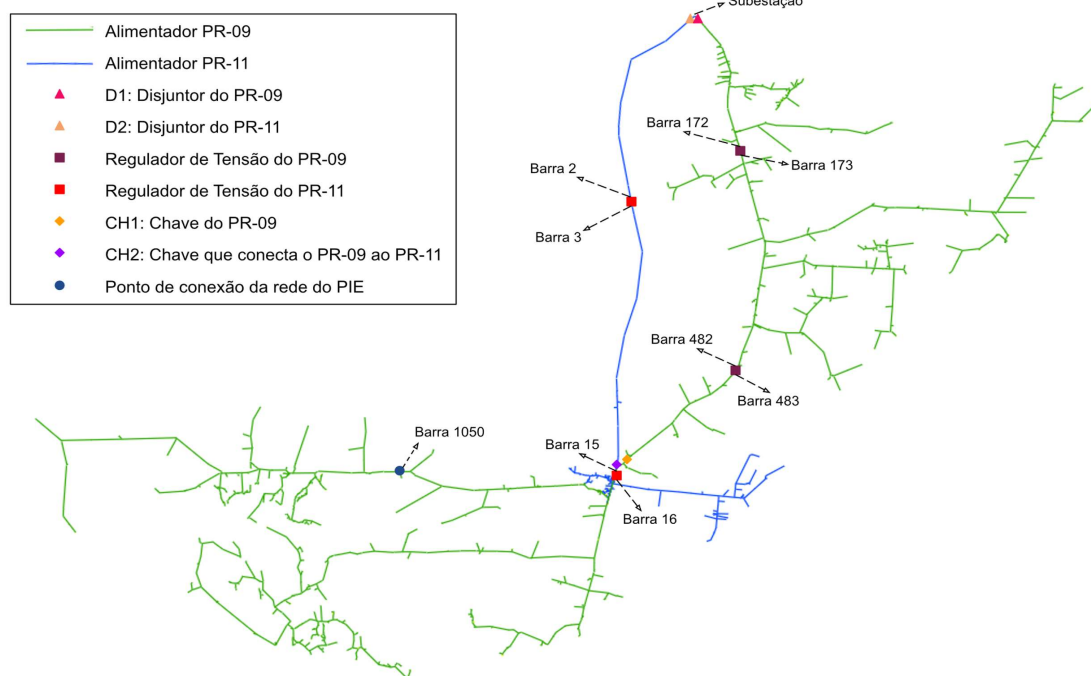 Subestação
Alimentador PR-09
Alimentador PR-11
D1: Disjuntor do PR-09
D2: Disjuntor do PR-11
Regulador de Tensão do PR-09
Regulador de Tensão do PR-11
CH1: Chave do PR-09
CH2: Chave que conecta o PR-09 ao PR-11
Ponto de conexão da rede do PIE
Barra 172
Barra 173
Barra 2
Barra 3
Barra 482
Barra 483
Barra 1050
Barra 15
Barra 16